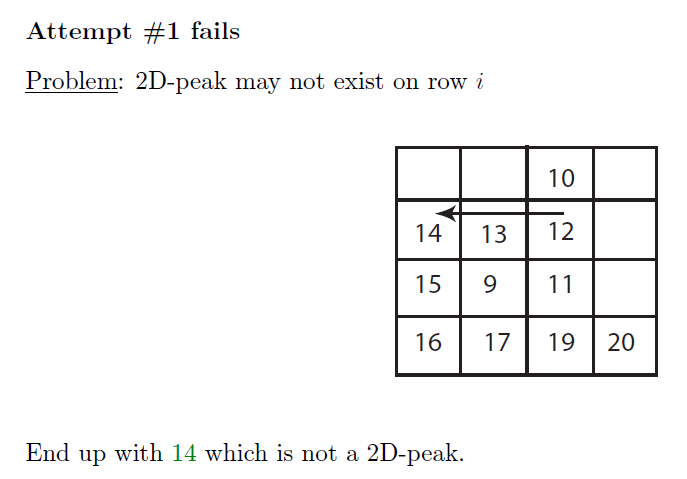 Attempt #1 fails
Problem: 2D-peak may not exist on row i
10
14 13 12
15 9 11
16 17 19 20
End up with 14 which is not a 2D-peak.